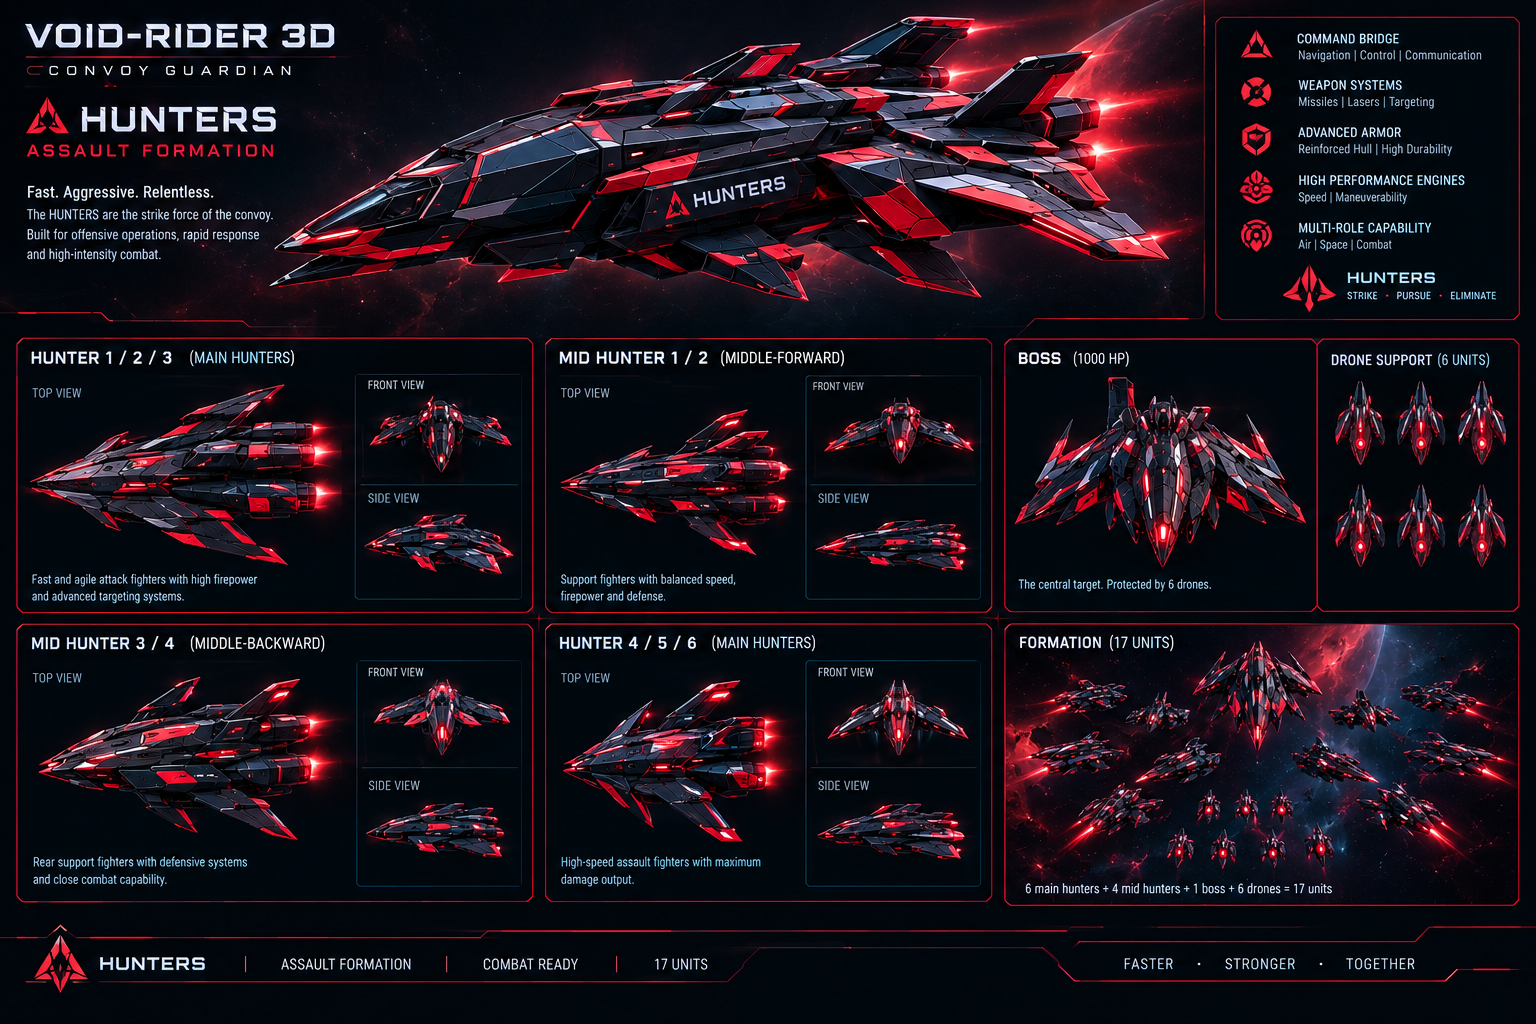 VOID-RIDER 3D
CONVOY GUARDIAN
HUNTERS
ASSAULT FORMATION
Fast. Aggressive. Relentless.
The HUNTERS are the strike force of the convoy.
Built for offensive operations, rapid response
and high-intensity combat.
HUNTERS
COMMAND BRIDGE
Navigation | Control | Communication
WEAPON SYSTEMS
Missiles | Lasers | Targeting
ADVANCED ARMOR
Reinforced Hull | High Durability
HIGH PERFORMANCE ENGINES
Speed | Maneuverability
MULTI-ROLE CAPABILITY
Air | Space | Combat
HUNTERS
STRIKE • PURSUE • ELIMINATE
HUNTER 1 / 2 / 3 (MAIN HUNTERS)
TOP VIEW
FRONT VIEW
SIDE VIEW
Fast and agile attack fighters with high firepower
and advanced targeting systems.
MID HUNTER 1 / 2 (MIDDLE-FORWARD)
TOP VIEW
FRONT VIEW
SIDE VIEW
Support fighters with balanced speed,
firepower and defense.
BOSS (1000 HP)
The central target. Protected by 6 drones.
DRONE SUPPORT (6 UNITS)
MID HUNTER 3 / 4 (MIDDLE-BACKWARD)
TOP VIEW
FRONT VIEW
SIDE VIEW
Rear support fighters with defensive systems
and close combat capability.
HUNTER 4 / 5 / 6 (MAIN HUNTERS)
TOP VIEW
FRONT VIEW
SIDE VIEW
High-speed assault fighters with maximum
damage output.
FORMATION (17 UNITS)
6 main hunters + 4 mid hunters + 1 boss + 6 drones = 17 units
HUNTERS | ASSAULT FORMATION | COMBAT READY | 17 UNITS
FASTER • STRONGER • TOGETHER